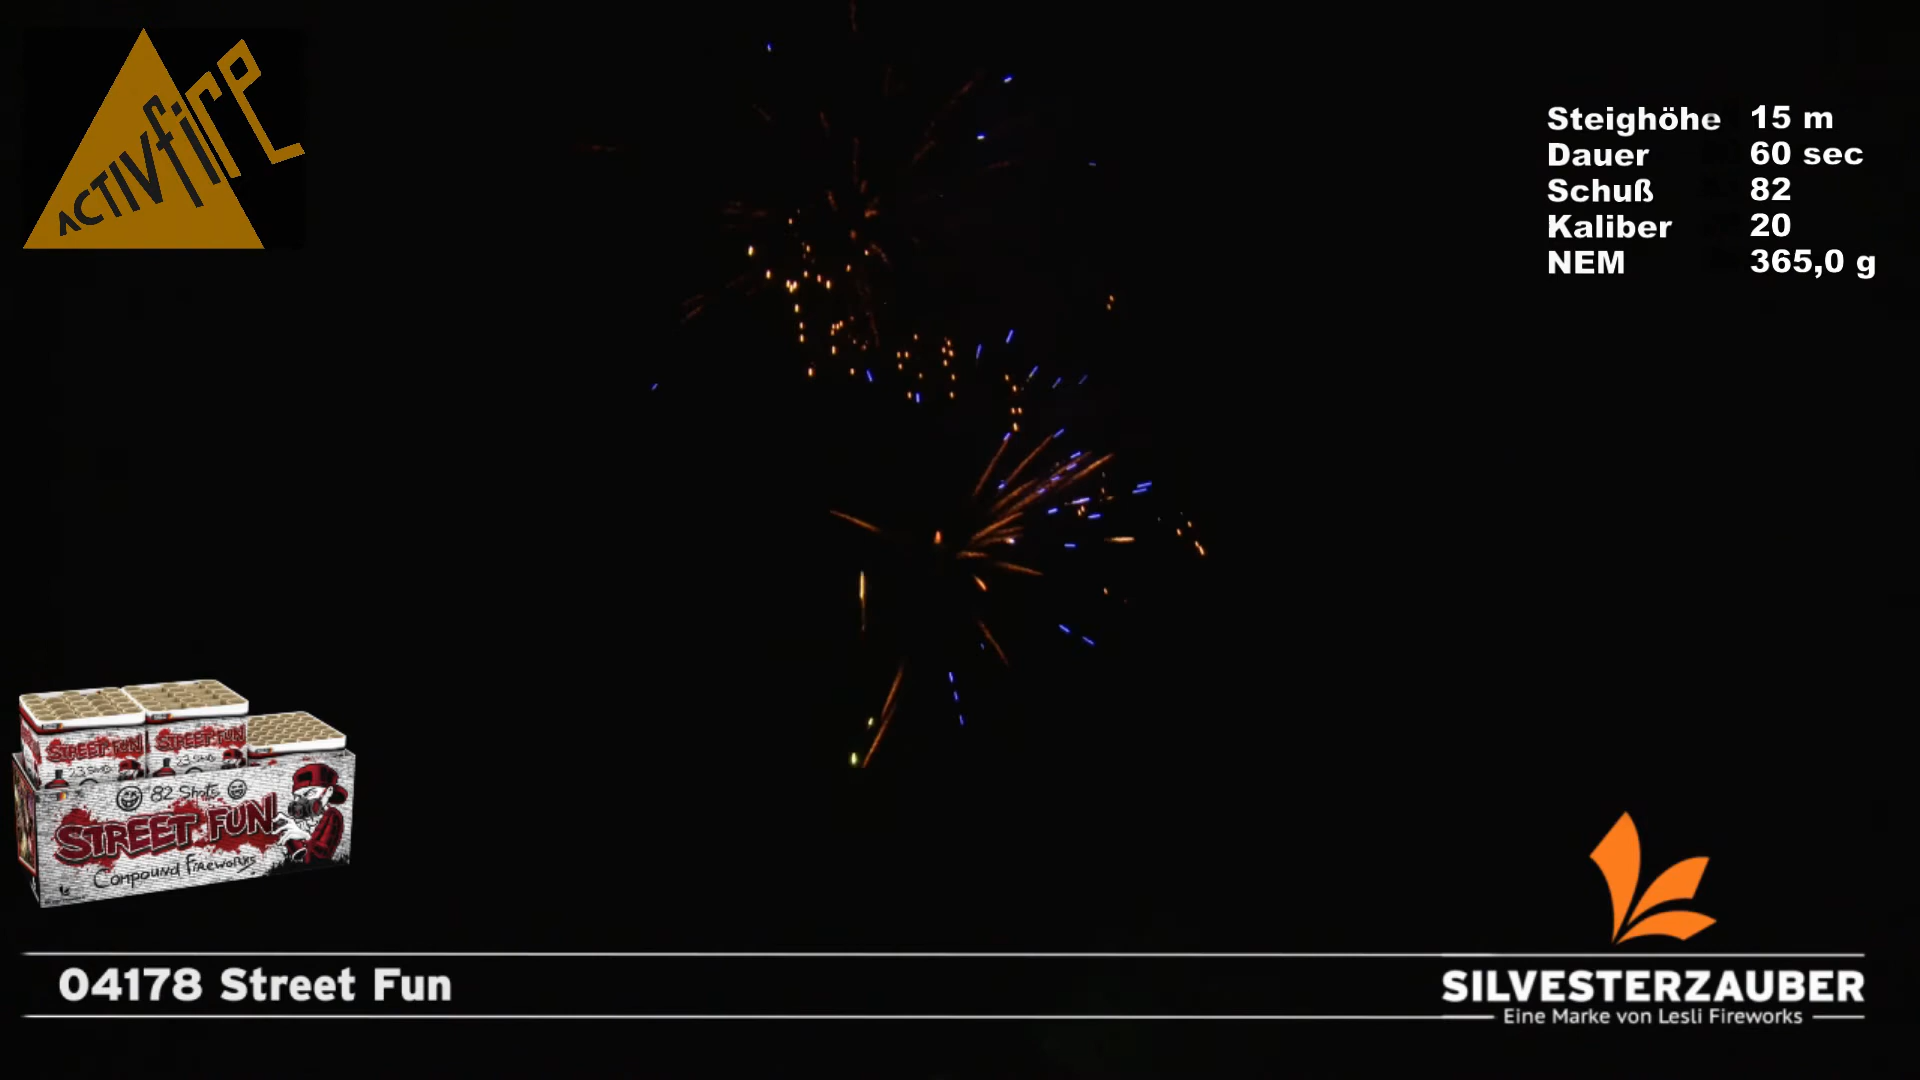 ACTIVfire
Steighöhe 15 m
Dauer 60 sec
Schuß 82
Kaliber 20
NEM 365,0 g
STREET FUN
STREET FUN
82 Shots
STREET FUN
Compound Fireworks
04178 Street Fun
SILVESTERZAUBER
Eine Marke von Lesli Fireworks